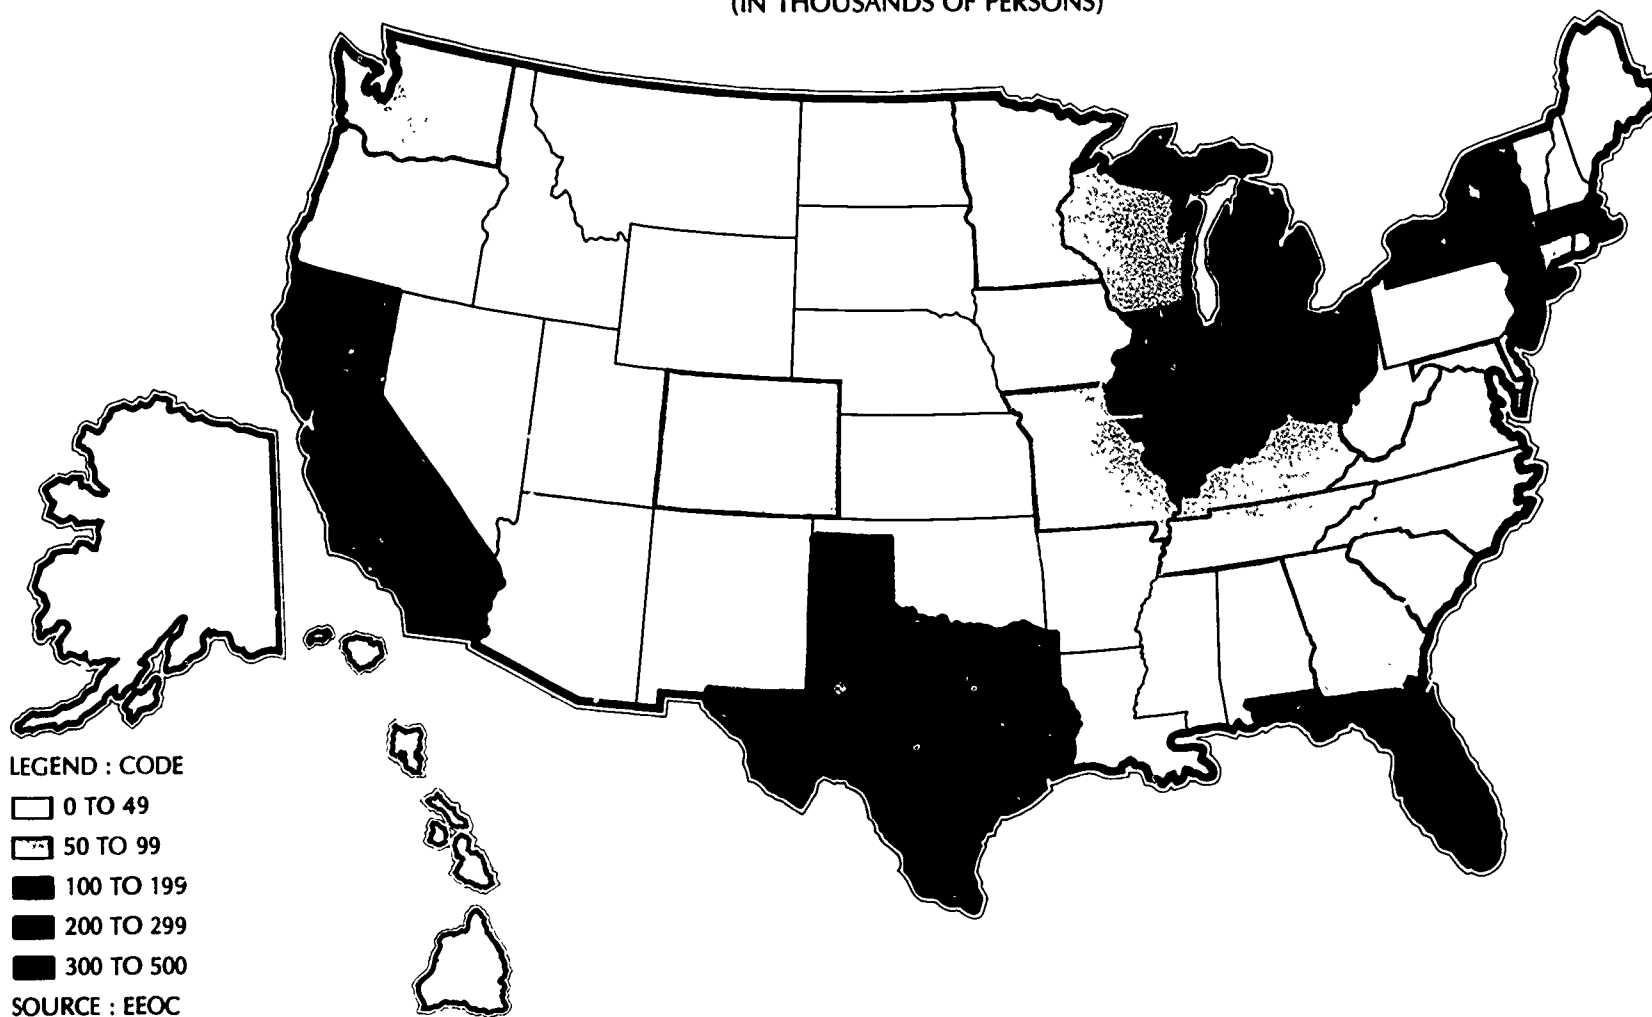 (IN THOUSANDS OF PERSONS)
LEGEND : CODE
0 TO 49
50 TO 99
100 TO 199
200 TO 299
300 TO 500
SOURCE : EEOC